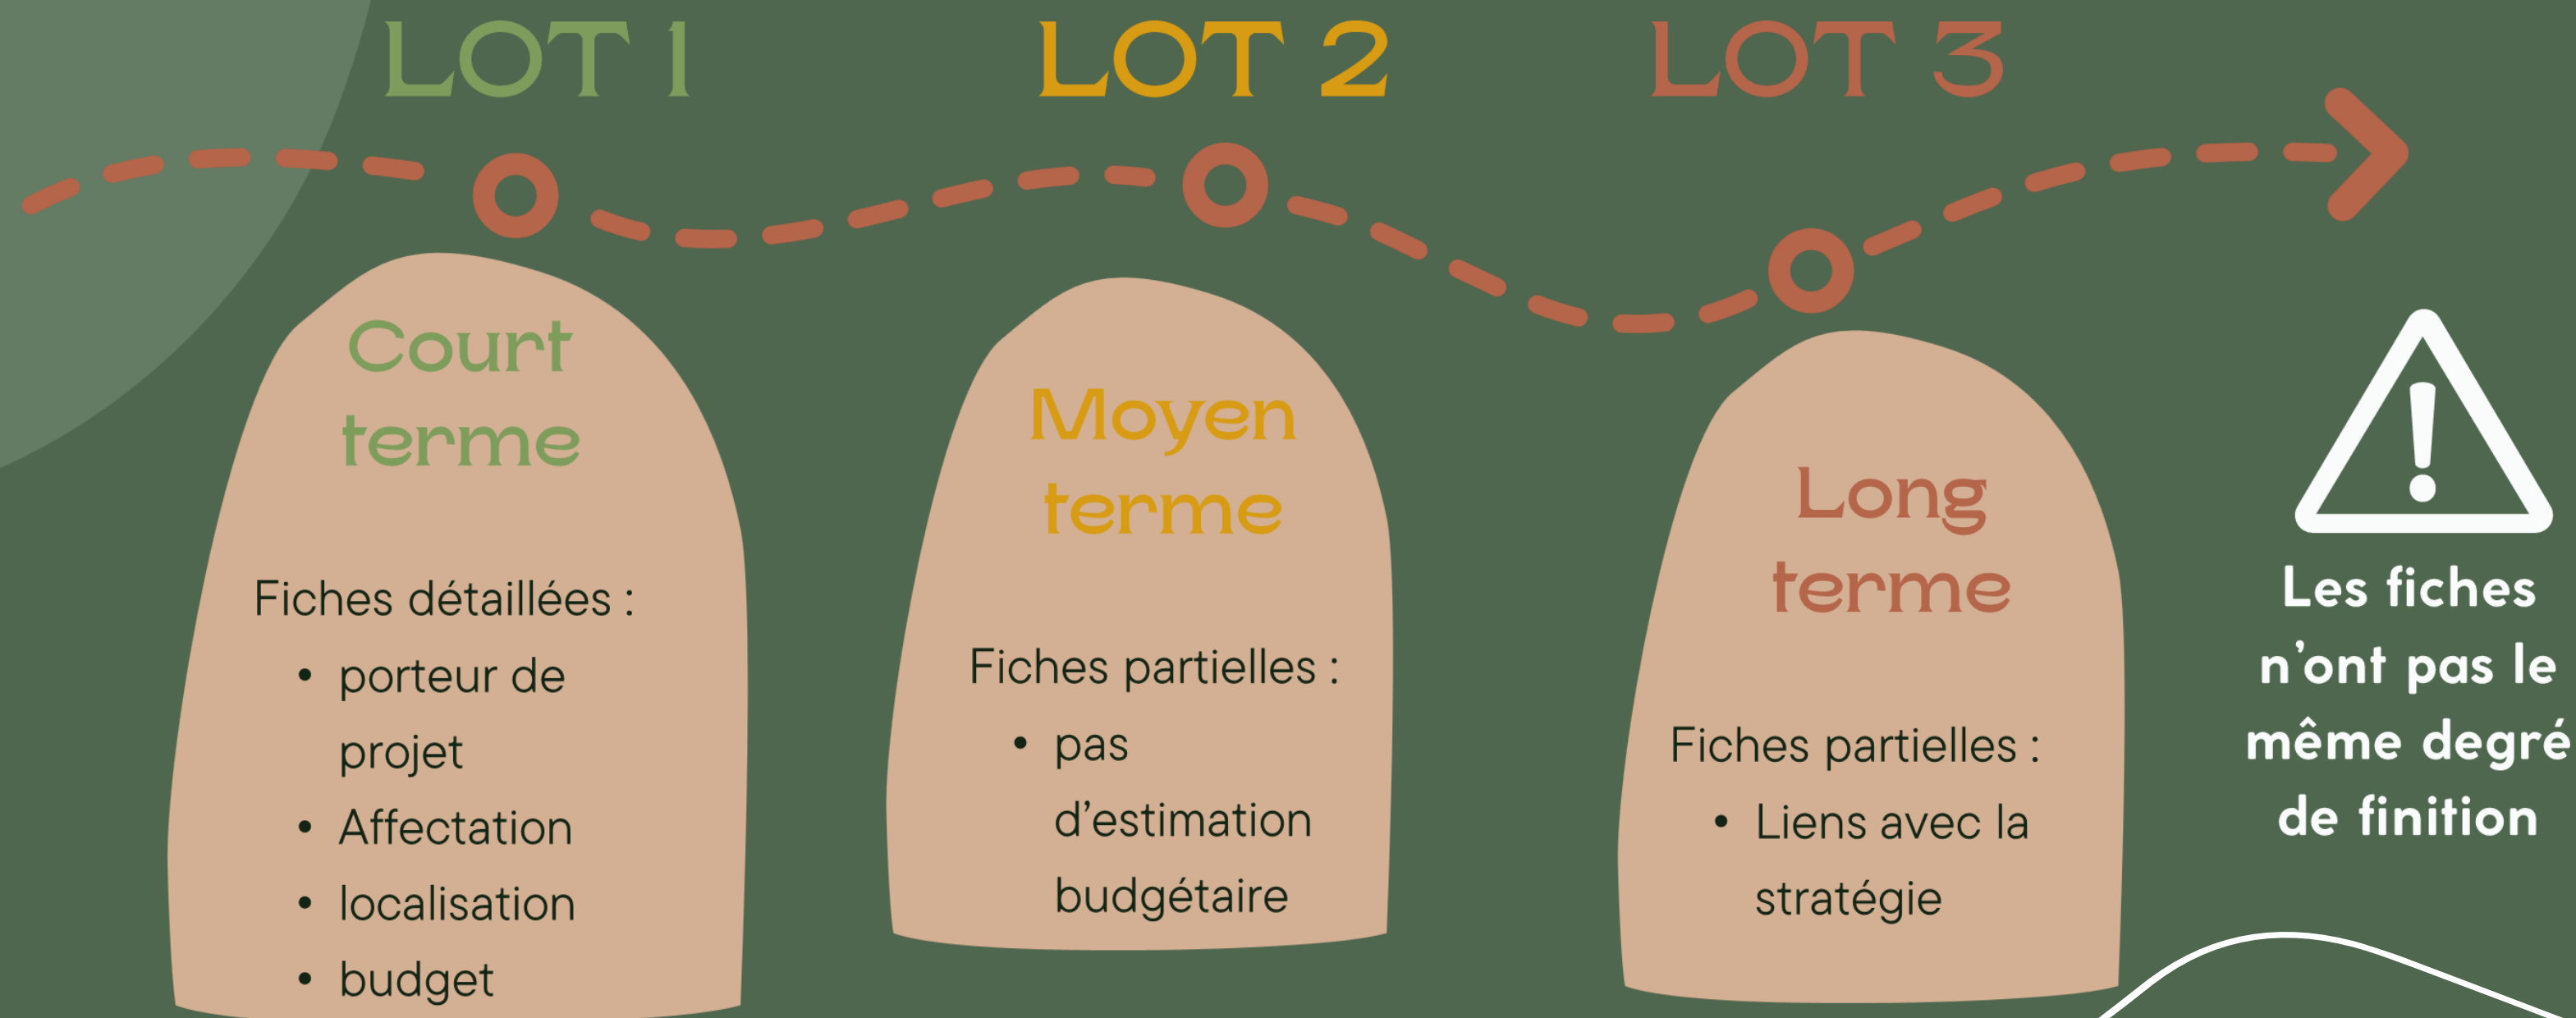 LOT 1
Court
terme
Fiches détaillées :
• porteur de
projet
• Affectation
• localisation
• budget
LOT 2
Moyen
terme
Fiches partielles :
• pas
d’estimation
budgétaire
LOT 3
Long
terme
Fiches partielles :
• Liens avec la
stratégie
Les fiches
n’ont pas le
même degré
de finition